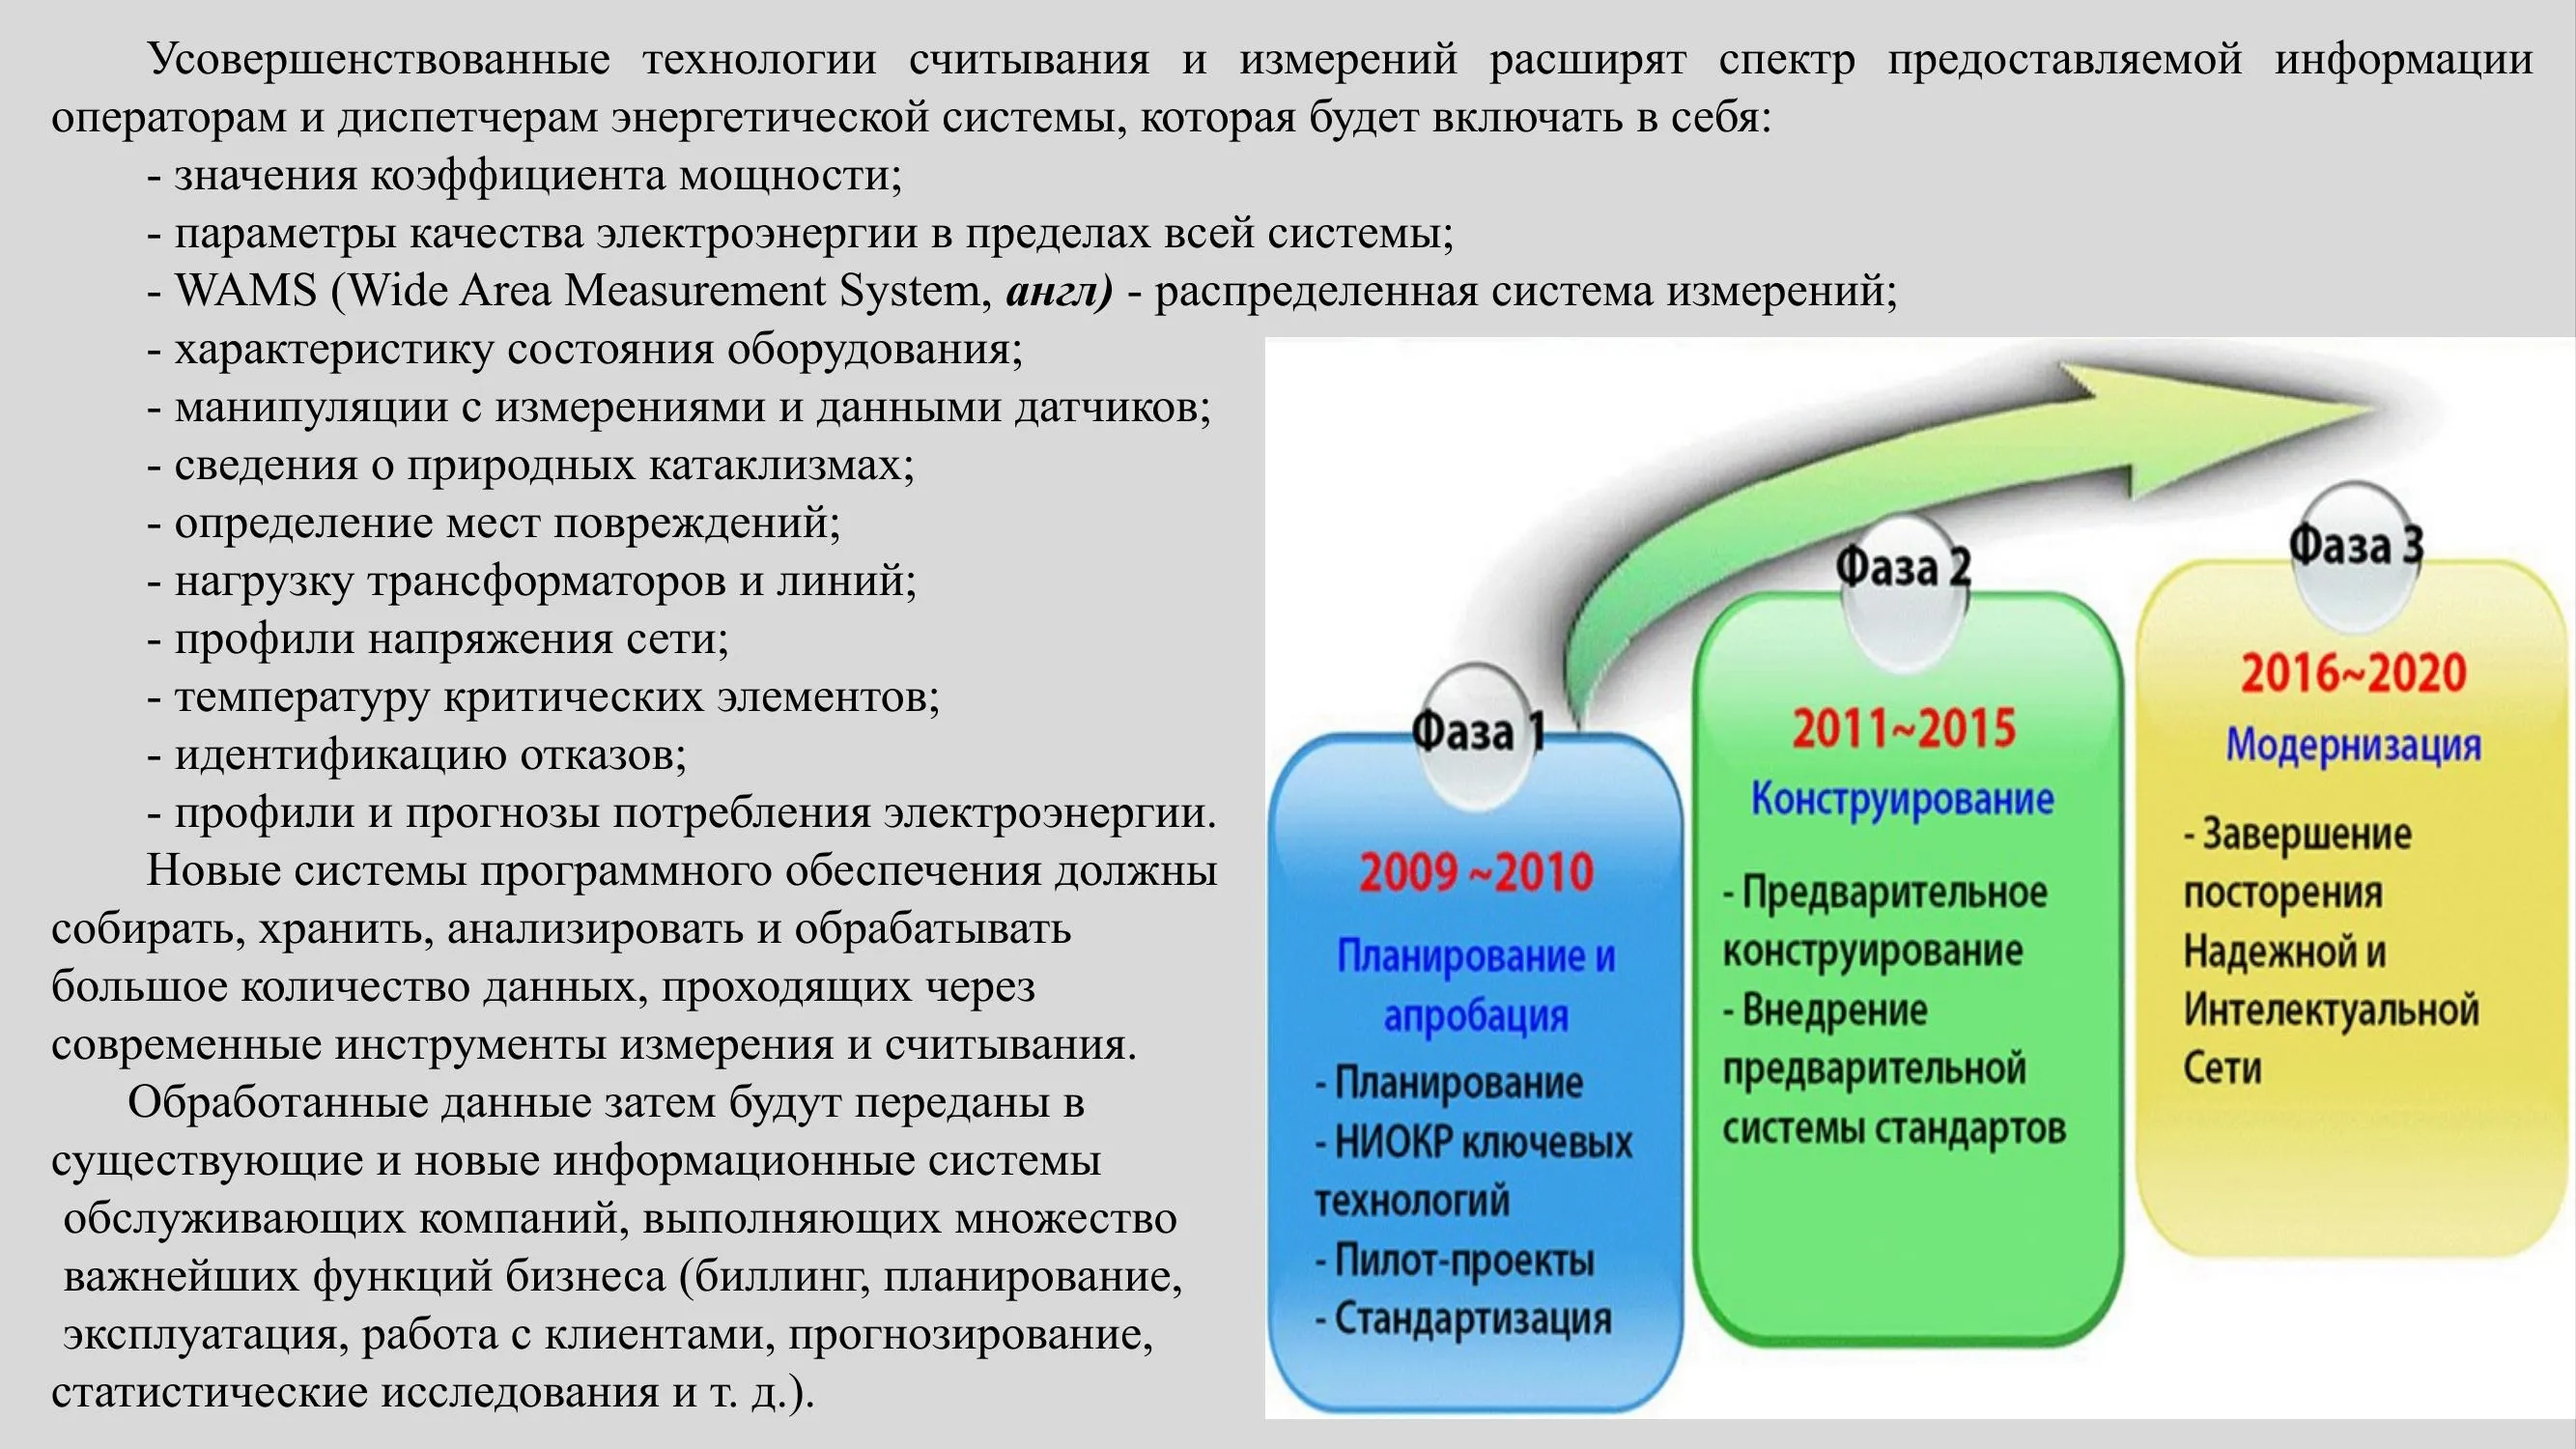 Усовершенствованные технологии считывания и измерений расширят спектр предоставляемой информации
операторам и диспетчерам энергетической системы, которая будет включать в себя:
- значения коэффициента мощности;
- параметры качества электроэнергии в пределах всей системы;
- WAMS (Wide Area Measurement System, англ) - распределенная система измерений;
- характеристику состояния оборудования;
- манипуляции с измерениями и данными датчиков;
- сведения о природных катаклизмах;
- определение мест повреждений;
- нагрузку трансформаторов и линий;
- профили напряжения сети;
- температуру критических элементов;
- идентификацию отказов;
- профили и прогнозы потребления электроэнергии.
Новые системы программного обеспечения должны
собирать, хранить, анализировать и обрабатывать
большое количество данных, проходящих через
современные инструменты измерения и считывания.
Обработанные данные затем будут переданы в
существующие и новые информационные системы
обслуживающих компаний, выполняющих множество
важнейших функций бизнеса (биллинг, планирование,
эксплуатация, работа с клиентами, прогнозирование,
статистические исследования и т. д.).
Фаза 1
2009 ~2010
Планирование и
апробация
- Планирование
- НИОКР ключевых
технологий
- Пилот-проекты
- Стандартизация
Фаза 2
2011~2015
Конструирование
- Предварительное
конструирование
- Внедрение
предварительной
системы стандартов
Фаза 3
2016~2020
Модернизация
- Завершение
посторения
Надежной и
Интелектуальной
Сети